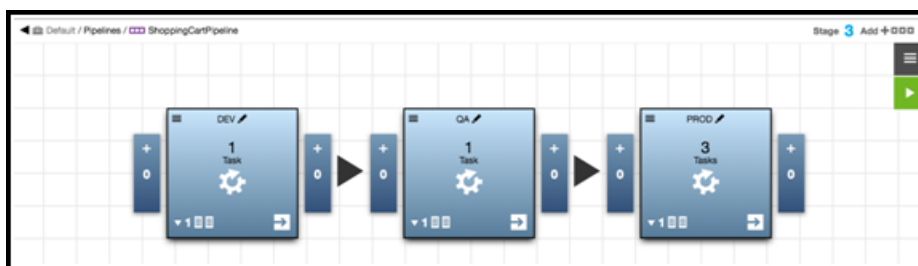 Default / Pipelines / ShoppingCartPipeline
Stage 3 Add +
DEV
QA
PROD
+ 1 + + 1 + + 3 +
Task Task Tasks
0 0 0 0 0 0
1 1 1